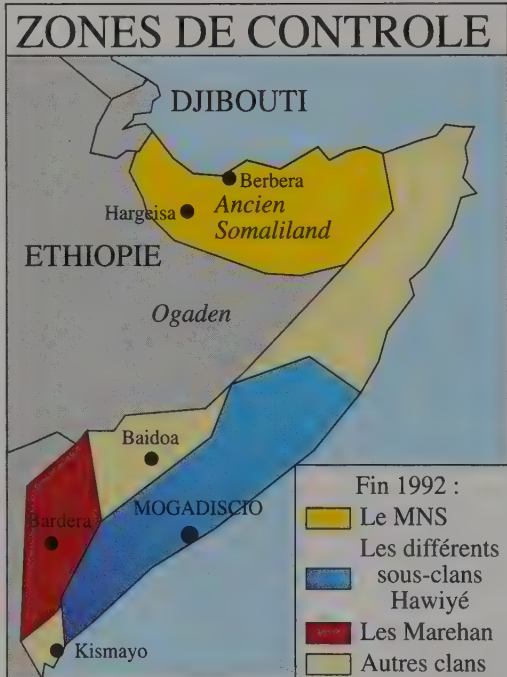 ZONES DE CONTROLE
DJIBOUTI
Berbera
Hargeisa
Ancien
Somaliland
ETHIOPIE
Ogaden
Baidoa
MOGADISCIO
Bardera
Kismayo
Fin 1992 :
Le MNS
Les différents
sous-clans
Hawiyé
Les Marehan
Autres clans